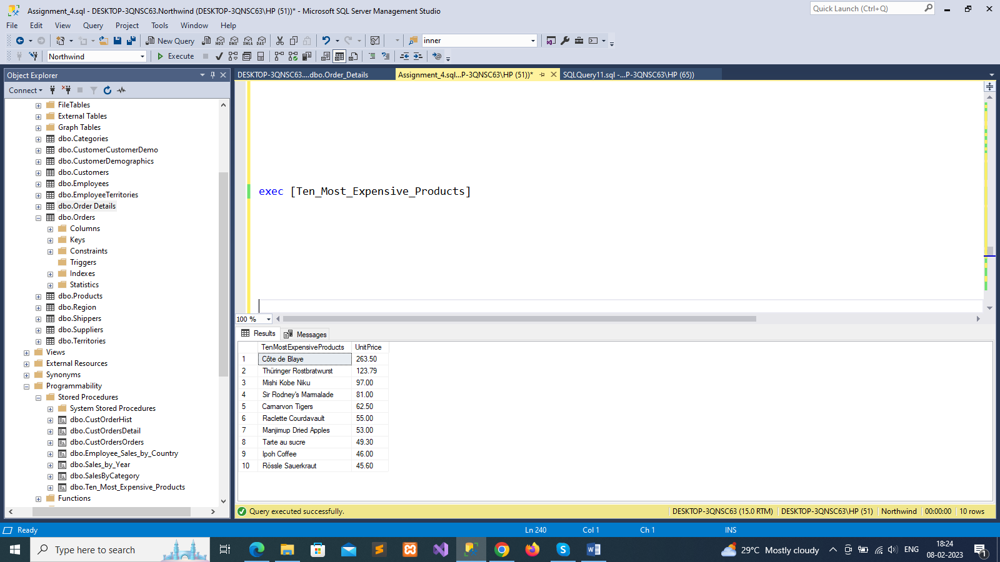 Assignment_4.sql - DESKTOP-3QNSC63.Northwind (DESKTOP-3QNSC63\HP (51))* - Microsoft SQL Server Management Studio
Quick Launch (Ctrl+Q)
File Edit View Query Project Tools Window Help
New Query MDX DMX XMLA DAX inner
Northwind Execute
Object Explorer
Connect
FileTables
External Tables
Graph Tables
dbo.Categories
dbo.CustomerCustomerDemo
dbo.CustomerDemographics
dbo.Customers
dbo.Employees
dbo.EmployeeTerritories
dbo.Order Details
dbo.Orders
Columns
Keys
Constraints
Triggers
Indexes
Statistics
dbo.Products
dbo.Region
dbo.Shippers
dbo.Suppliers
dbo.Territories
Views
External Resources
Synonyms
Programmability
Stored Procedures
System Stored Procedures
dbo.CustOrderHist
dbo.CustOrdersDetail
dbo.CustOrdersOrders
dbo.Employee_Sales_by_Country
dbo.Sales_by_Year
dbo.SalesByCategory
dbo.Ten_Most_Expensive_Products
Functions
DESKTOP-3QNSC63....dbo.Order_Details
Assignment_4.sql...P-3QNSC63\HP (51))*
SQLQuery11.sql -...P-3QNSC63\HP (65))
exec [Ten_Most_Expensive_Products]
100 %
Results Messages
TenMostExpensiveProducts UnitPrice
1 Côte de Blaye 263.50
2 Thüringer Rostbratwurst 123.79
3 Mishi Kobe Niku 97.00
4 Sir Rodney's Marmalade 81.00
5 Carnarvon Tigers 62.50
6 Raclette Courdavault 55.00
7 Manjimup Dried Apples 53.00
8 Tarte au sucre 49.30
9 Ipoh Coffee 46.00
10 Rössle Sauerkraut 45.60
Query executed successfully.
DESKTOP-3QNSC63 (15.0 RTM) DESKTOP-3QNSC63\HP (51) Northwind 00:00:00 10 rows
Ready Ln 240 Col 1 Ch 1 INS
Type here to search
29°C Mostly cloudy
ENG
18:24
08-02-2023
1